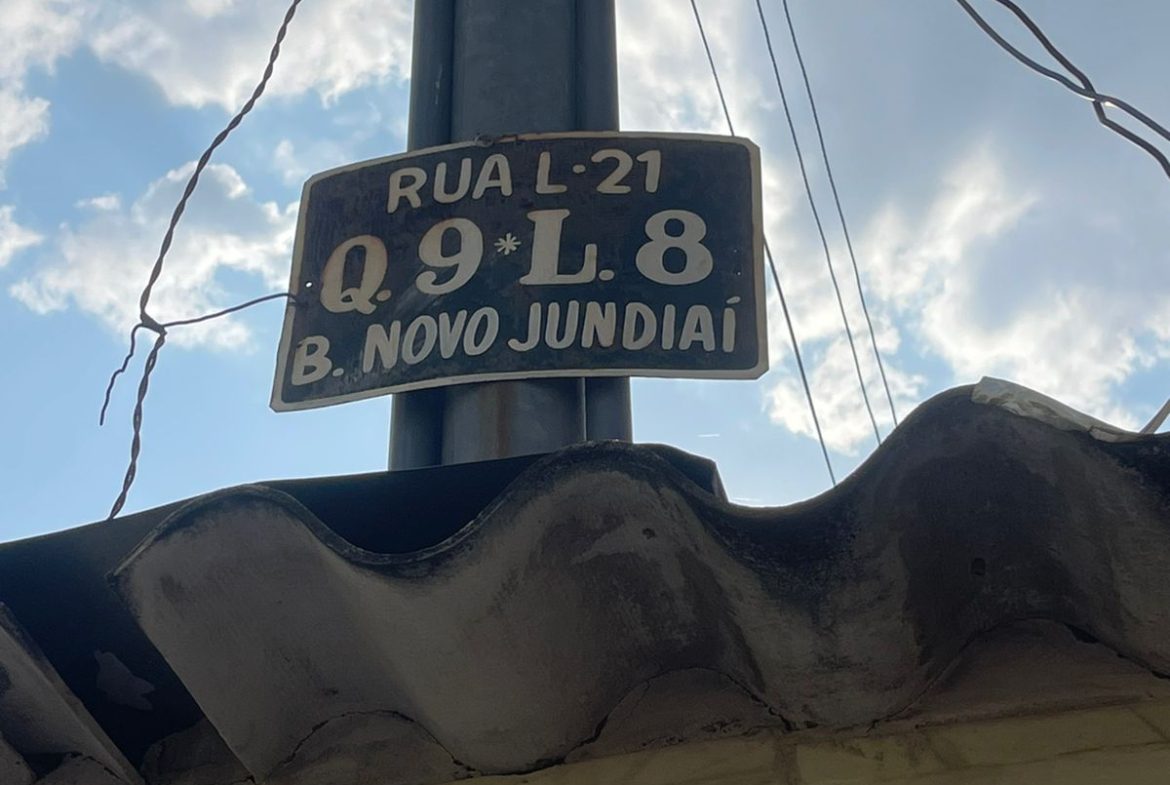 RUA L·21
Q. 9 * L. 8
B. NOVO JUNDIAÍ